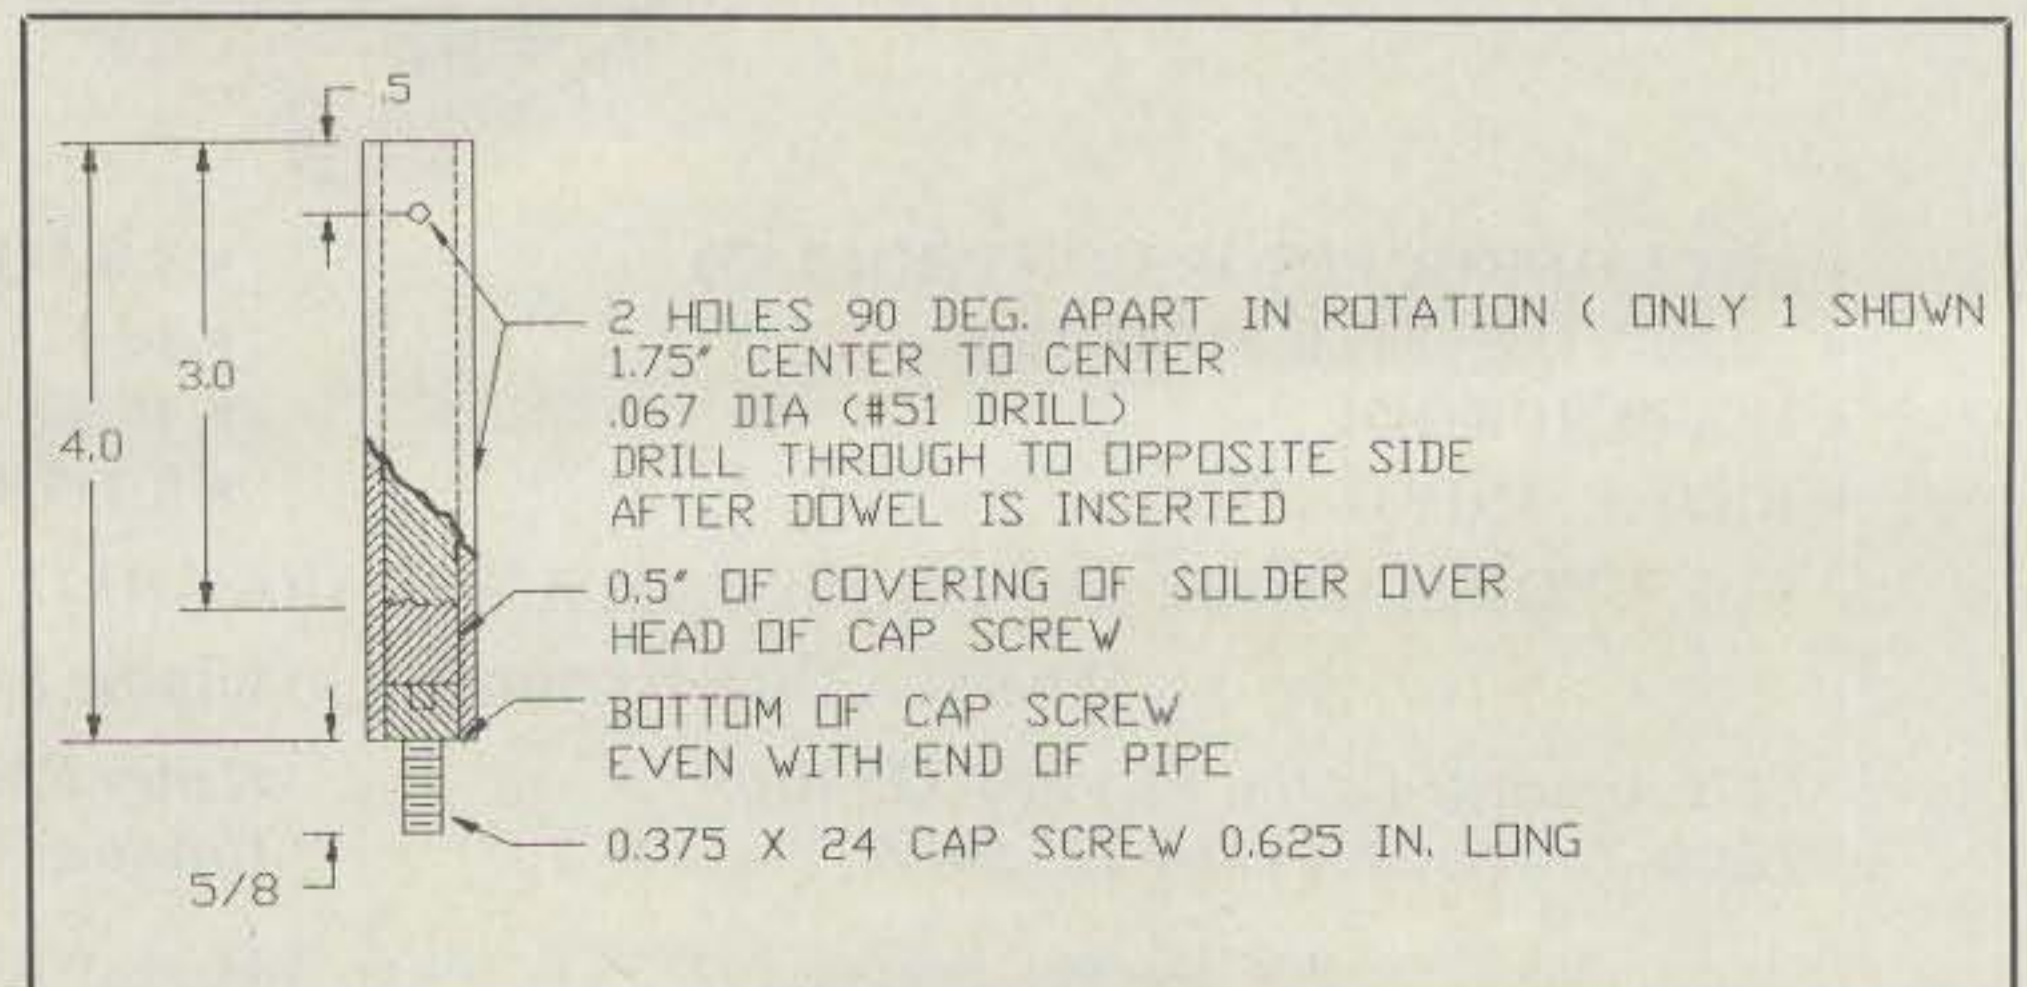 .5
3.0
4.0
2 HOLES 90 DEG. APART IN ROTATION ( ONLY 1 SHOWN
1.75" CENTER TO CENTER
.067 DIA (#51 DRILL)
DRILL THROUGH TO OPPOSITE SIDE
AFTER DOWEL IS INSERTED
0.5" OF COVERING OF SOLDER OVER
HEAD OF CAP SCREW
BOTTOM OF CAP SCREW
EVEN WITH END OF PIPE
0.375 X 24 CAP SCREW 0.625 IN. LONG
5/8